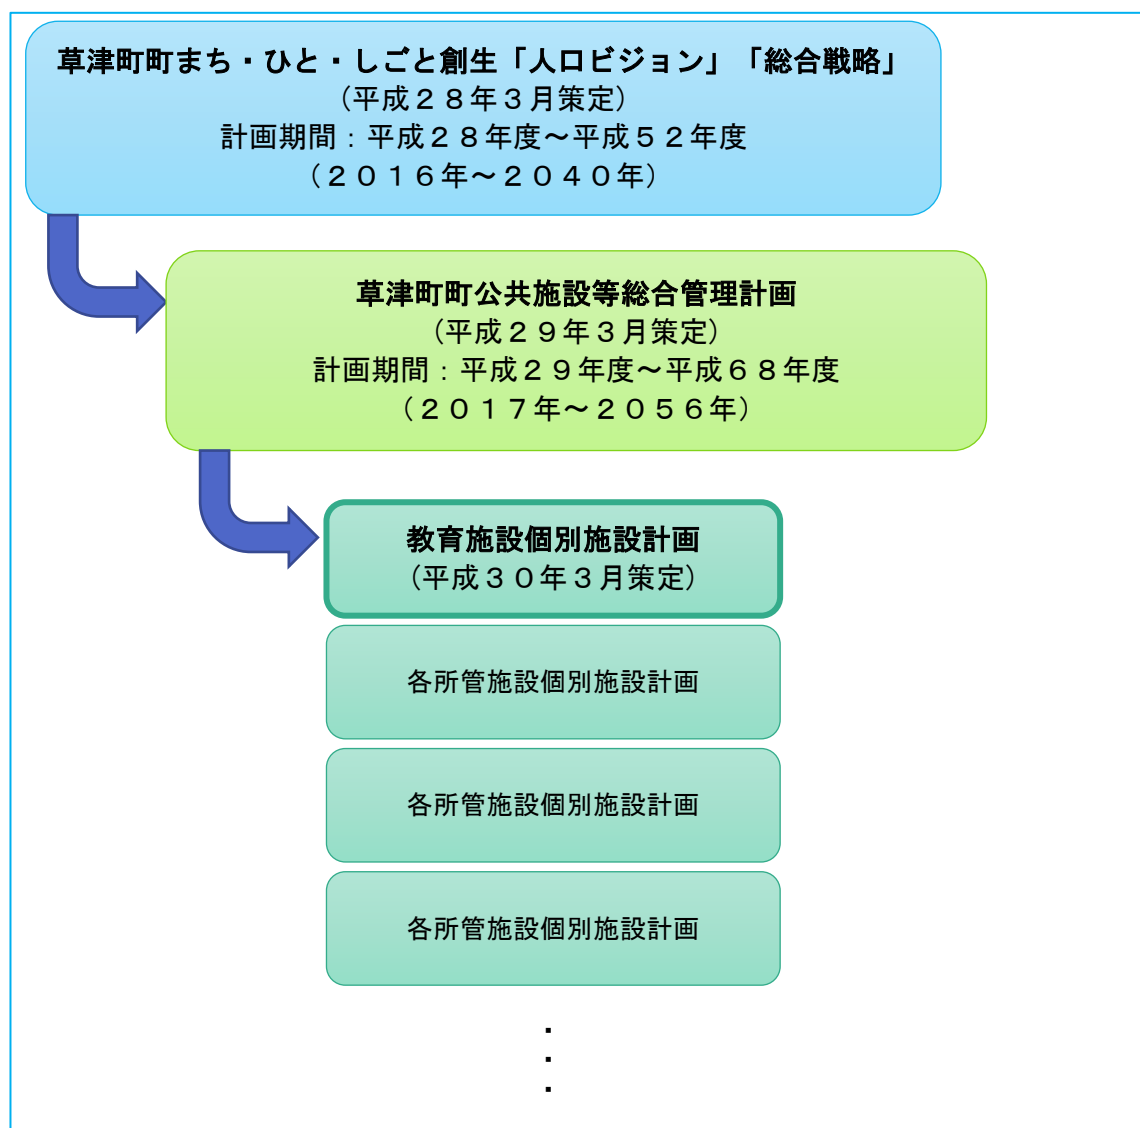 草津町町まち・ひと・しごと創生「人口ビジョン」「総合戦略」
(平成２８年３月策定)
計画期間：平成２８年度～平成５２年度
（２０１６年～２０４０年）
草津町町公共施設等総合管理計画
(平成２９年３月策定)
計画期間：平成２９年度～平成６８年度
（２０１７年～２０５６年）
教育施設個別施設計画
(平成３０年３月策定)
各所管施設個別施設計画
各所管施設個別施設計画
各所管施設個別施設計画
・
・
・